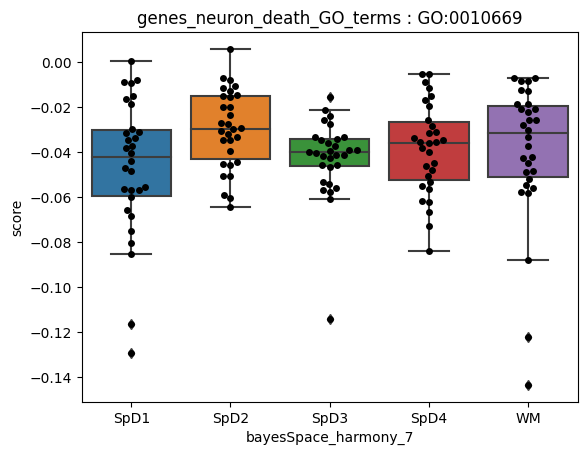 genes_neuron_death_GO_terms : GO:0010669
0.00
−0.02
−0.04
−0.06
−0.08
−0.10
−0.12
−0.14
score
SpD1 SpD2 SpD3 SpD4 WM
bayesSpace_harmony_7